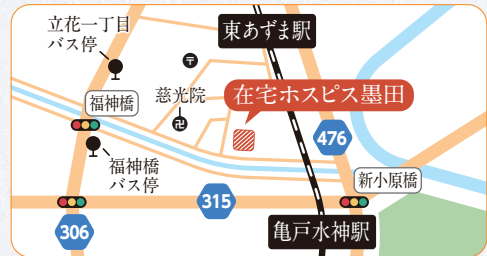 立花一丁目
バス停
東あずま駅
〒
慈光院
卍
在宅ホスピス墨田
福神橋
476
福神橋
バス停
新小原橋
315
306
亀戸水神駅